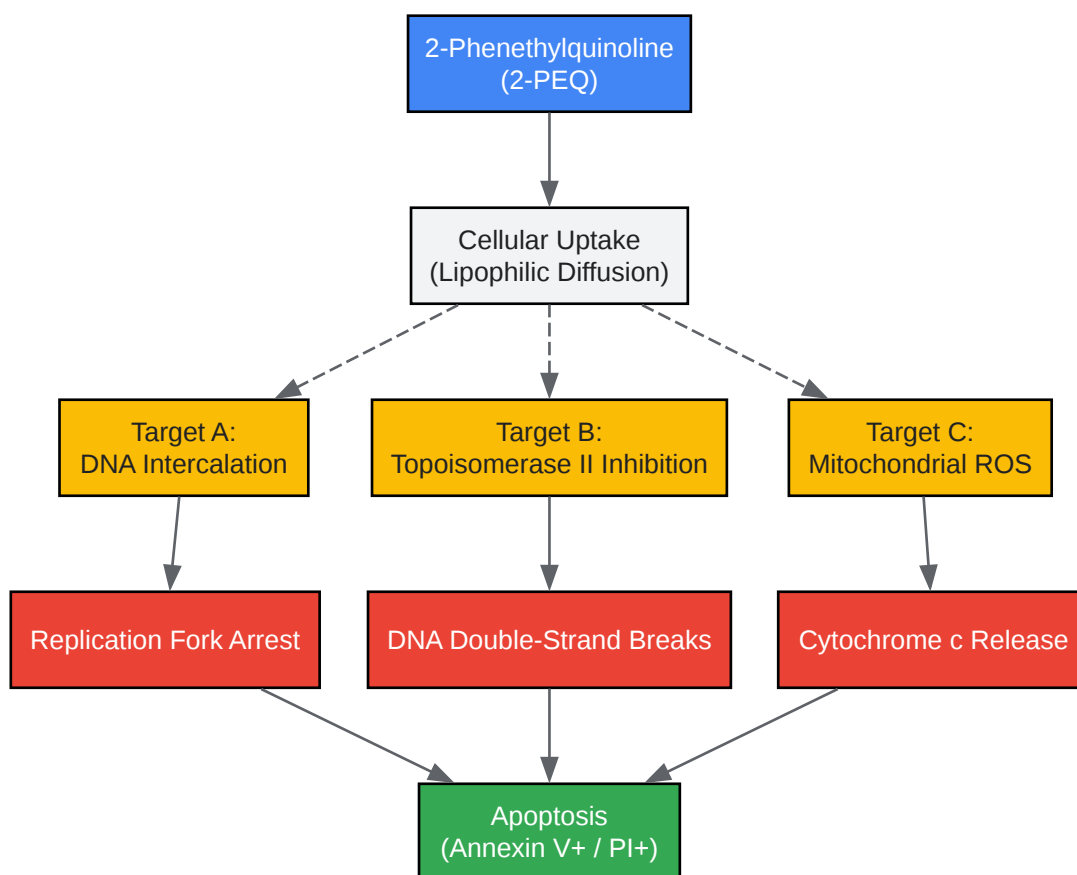 2-Phenethylquinoline
(2-PEQ)
Cellular Uptake
(Lipophilic Diffusion)
Target A:
DNA Intercalation
Target B:
Topoisomerase II Inhibition
Target C:
Mitochondrial ROS
Replication Fork Arrest
DNA Double-Strand Breaks
Cytochrome c Release
Apoptosis
(Annexin V+ / PI+)